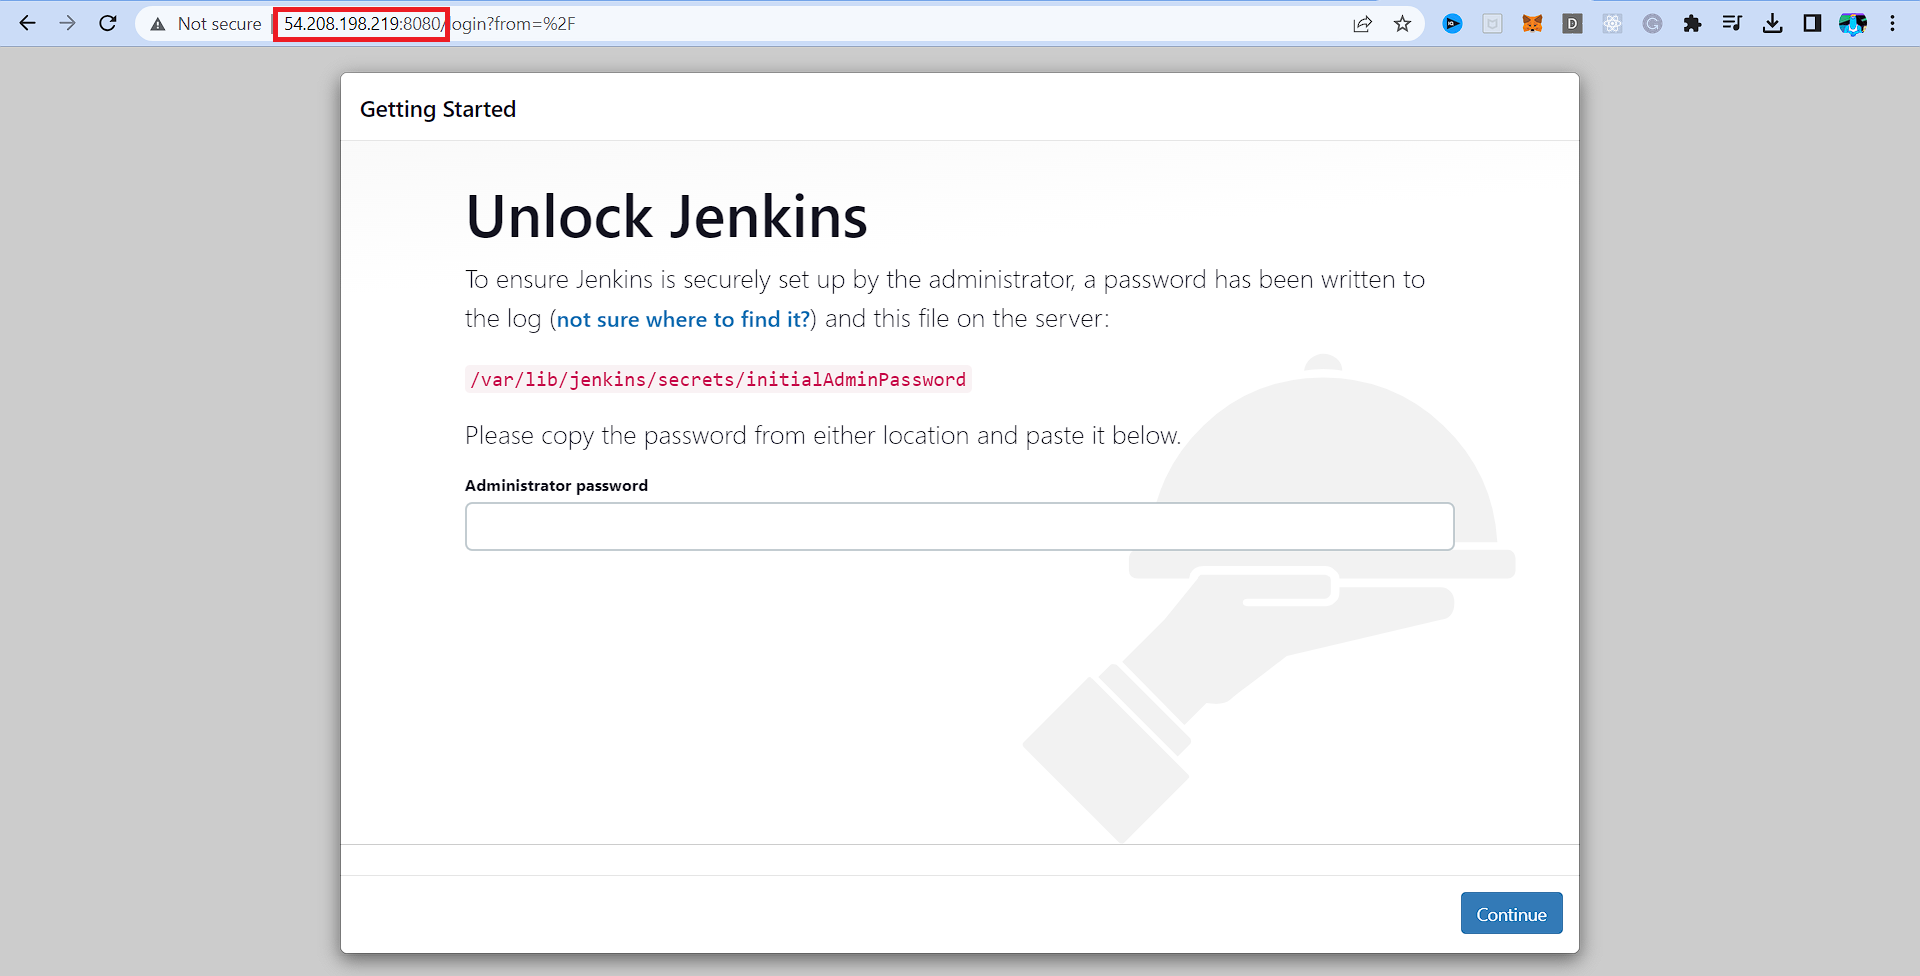 Not secure
54.208.198.219:8080/login?from=%2F
D
G
Getting Started
Unlock Jenkins
To ensure Jenkins is securely set up by the administrator, a password has been written to
the log (not sure where to find it?) and this file on the server:
/var/lib/jenkins/secrets/initialAdminPassword
Please copy the password from either location and paste it below.
Administrator password
Continue